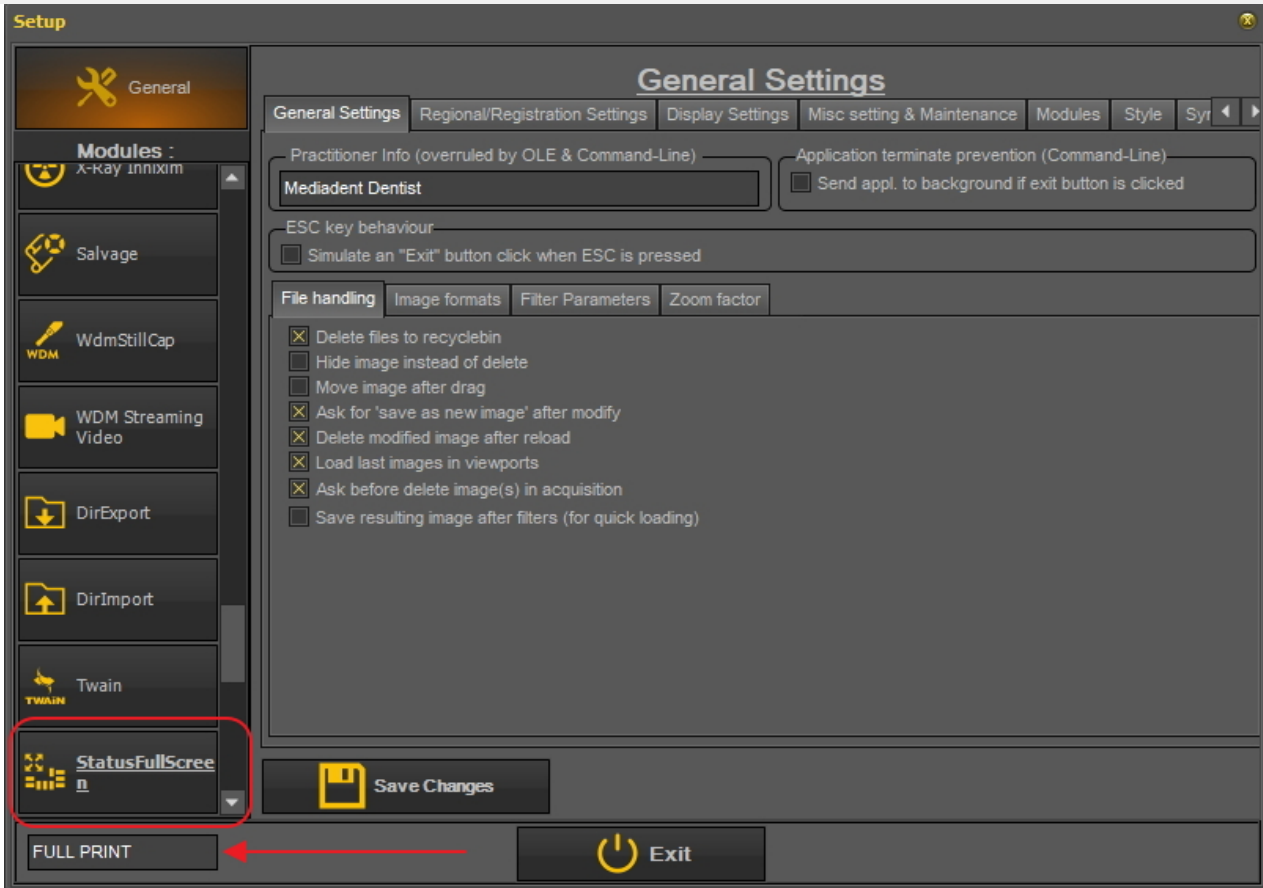 Setup
General
Modules :
X-Ray Innixim
Salvage
WDM
WdmStillCap
WDM Streaming
Video
DirExport
DirImport
TWAIN
Twain
StatusFullScree
n
FULL PRINT
General Settings
General Settings
Regional/Registration Settings
Display Settings
Misc setting & Maintenance
Modules
Style
Practitioner Info (overruled by OLE & Command-Line)
Mediadent Dentist
Application terminate prevention (Command-Line)
Send appl. to background if exit button is clicked
ESC key behaviour
Simulate an "Exit" button click when ESC is pressed
File handling
Image formats
Filter Parameters
Zoom factor
Delete files to recyclebin
Hide image instead of delete
Move image after drag
Ask for 'save as new image' after modify
Delete modified image after reload
Load last images in viewports
Ask before delete image(s) in acquisition
Save resulting image after filters (for quick loading)
Save Changes
Exit